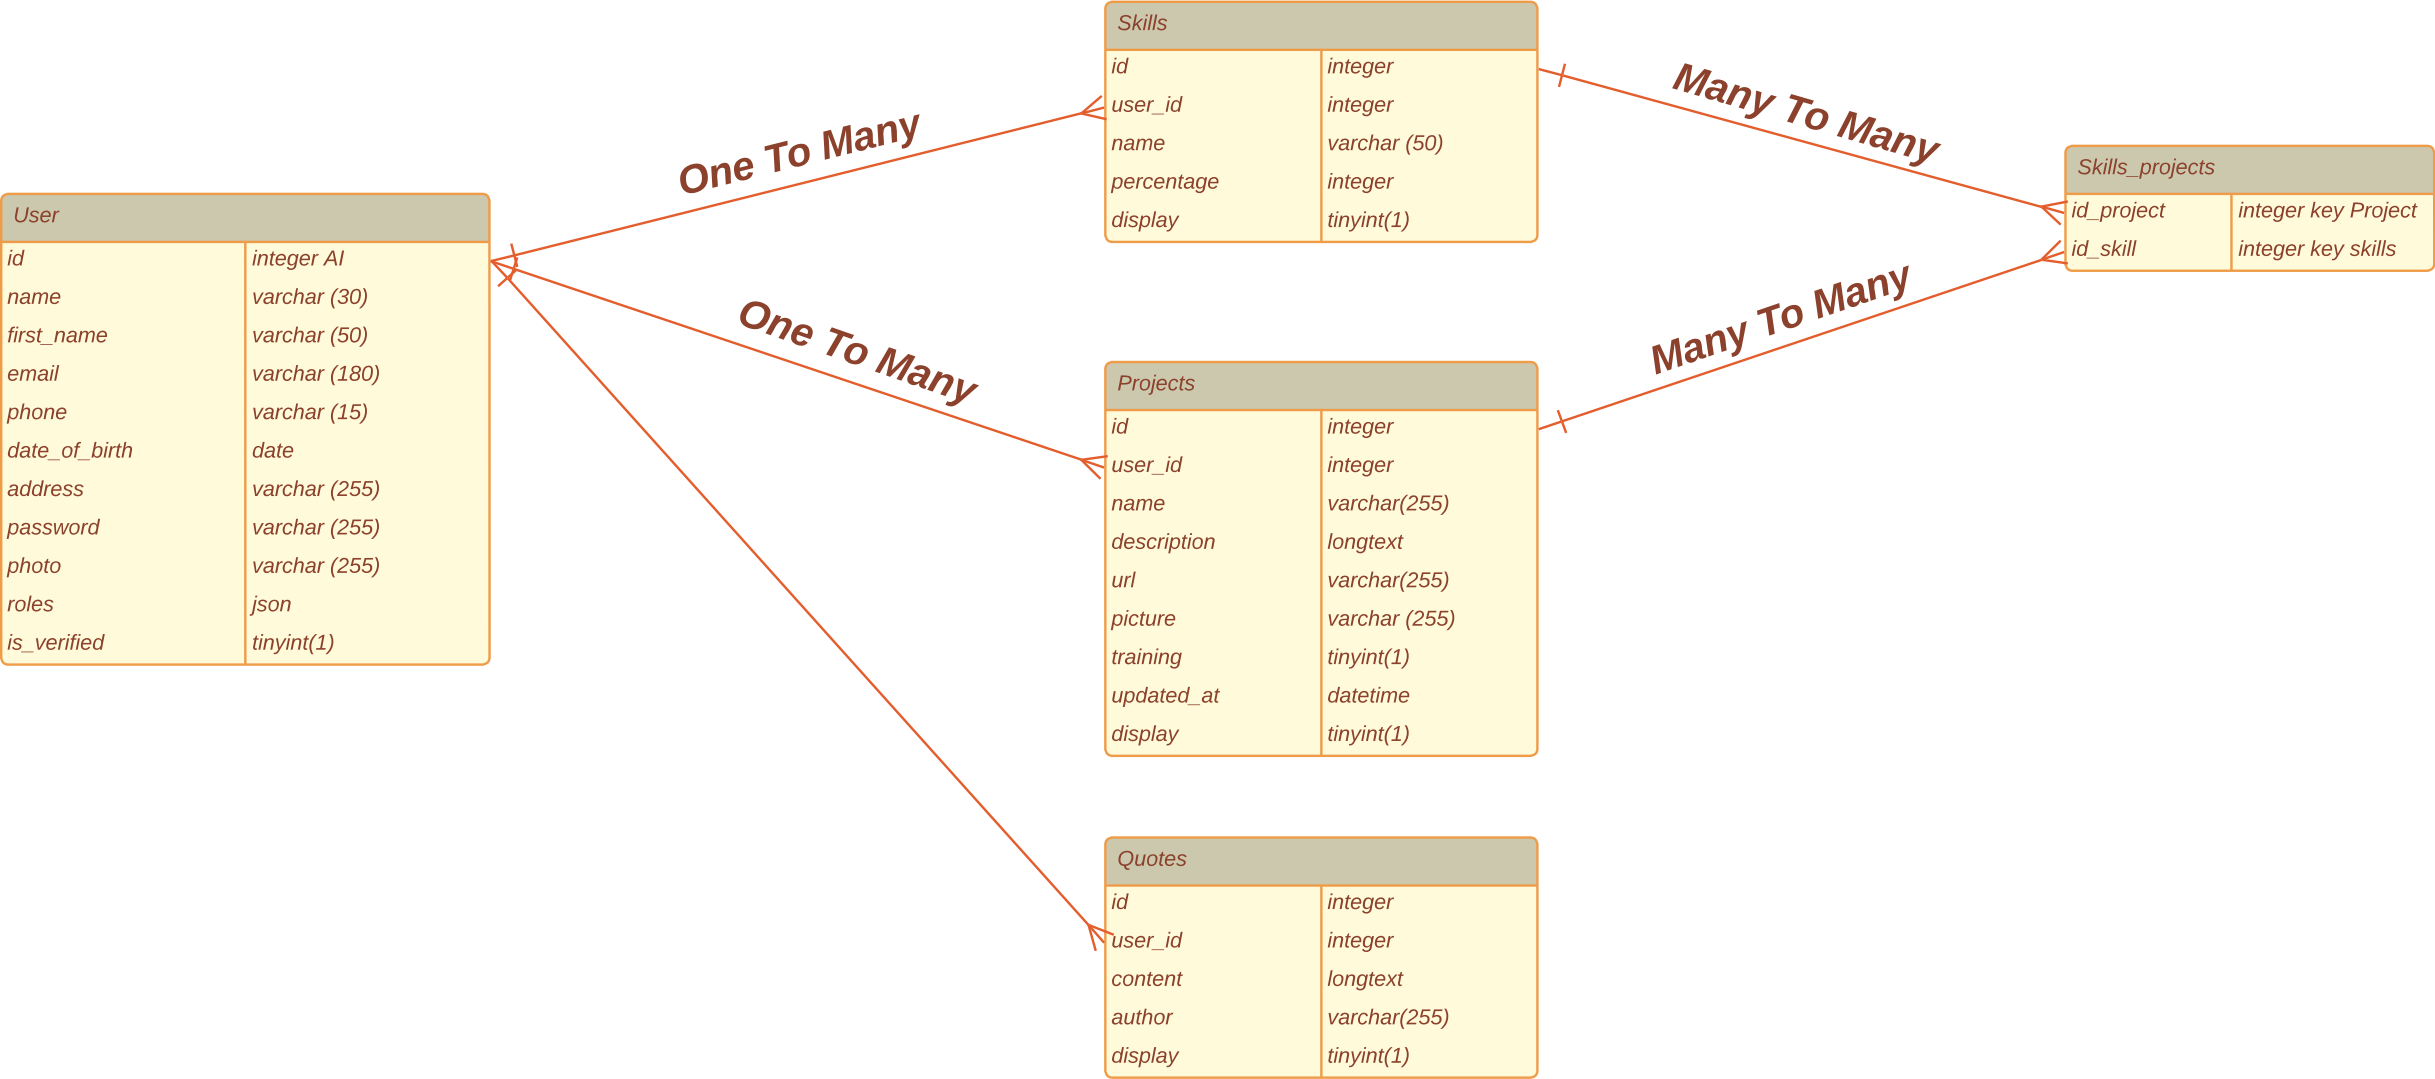 User
id integer AI
name varchar (30)
first_name varchar (50)
email varchar (180)
phone varchar (15)
date_of_birth date
address varchar (255)
password varchar (255)
photo varchar (255)
roles json
is_verified tinyint(1)
One To Many
One To Many
Skills
id integer
user_id integer
name varchar (50)
percentage integer
display tinyint(1)
Projects
id integer
user_id integer
name varchar(255)
description longtext
url varchar(255)
picture varchar (255)
training tinyint(1)
updated_at datetime
display tinyint(1)
Quotes
id integer
user_id integer
content longtext
author varchar(255)
display tinyint(1)
Many To Many
Many To Many
Skills_projects
id_project integer key Project
id_skill integer key skills